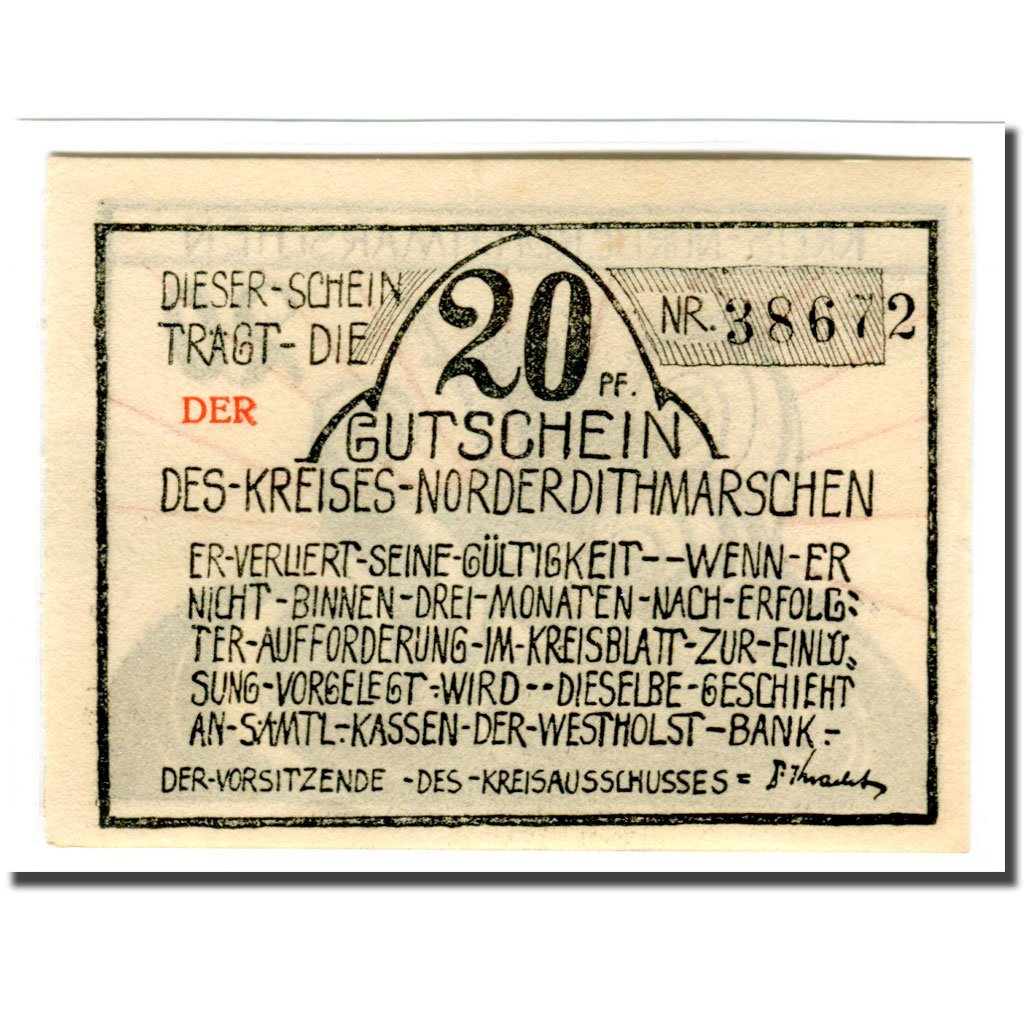 DIESER-SCHEIN
TRÄGT-DIE
DER
20 PF.
NR. 38672
GUTSCHEIN
DES-KREISES-NORDERDITHMARSCHEN
ER-VERLIERT-SEINE-GÜLTIGKEIT--WENN-ER
NICHT-BINNEN-DREI-MONATEN-NACH-ERFOLG=
TER-AUFFORDERUNG-IM-KREISBLATT-ZUR-EINLÖ=
SUNG-VORGELEGT-WIRD--DIESELBE-GESCHIEHT
AN-SÄMTL.-KASSEN-DER-WESTHOLST-BANK.-
DER-VORSITZENDE -DES-KREISAUSSCHUSSES=